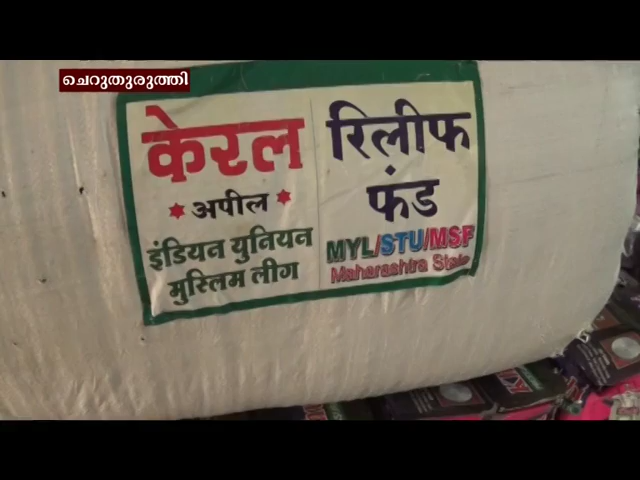 ചെറുതുരുത്തി
केरल
अपील
इंडियन युनियन
मुस्लिम लीग
रिलीफ
फंड
MYL/STU/MSF
Maharashtra State